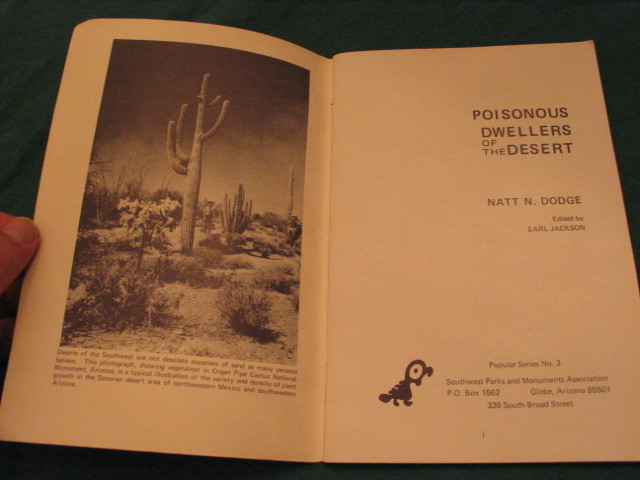 Deserts of the Southwest are not desolate expanses of sand as many persons
believe. This photograph, showing vegetation in Organ Pipe Cactus National
Monument, Arizona, is a typical illustration of the variety and density of plant
growth in the Sonoran desert area of northwestern Mexico and southwestern
Arizona.
POISONOUS
DWELLERS
OF
THE DESERT
NATT N. DODGE
Edited by
EARL JACKSON
Popular Series No. 3
Southwest Parks and Monuments Association
P.O. Box 1562 Globe, Arizona 85501
339 South Broad Street